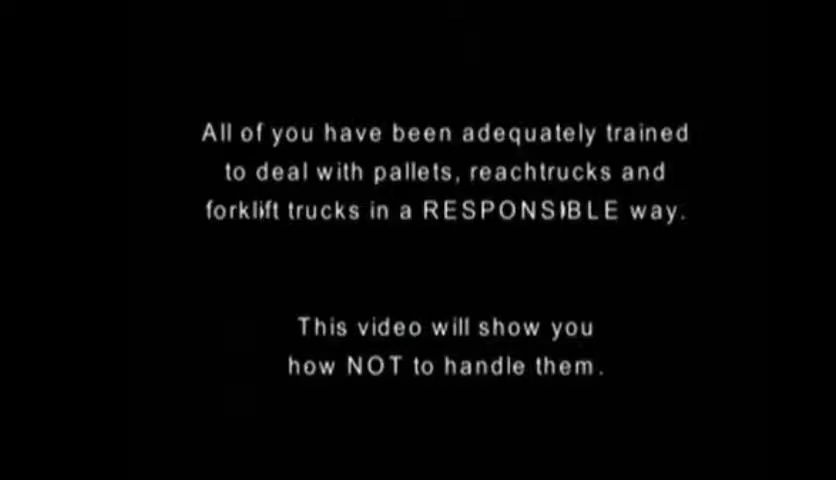 All of you have been adequately trained
to deal with pallets, reachtrucks and
forklift trucks in a RESPONSIBLE way.
This video will show you
how NOT to handle them.